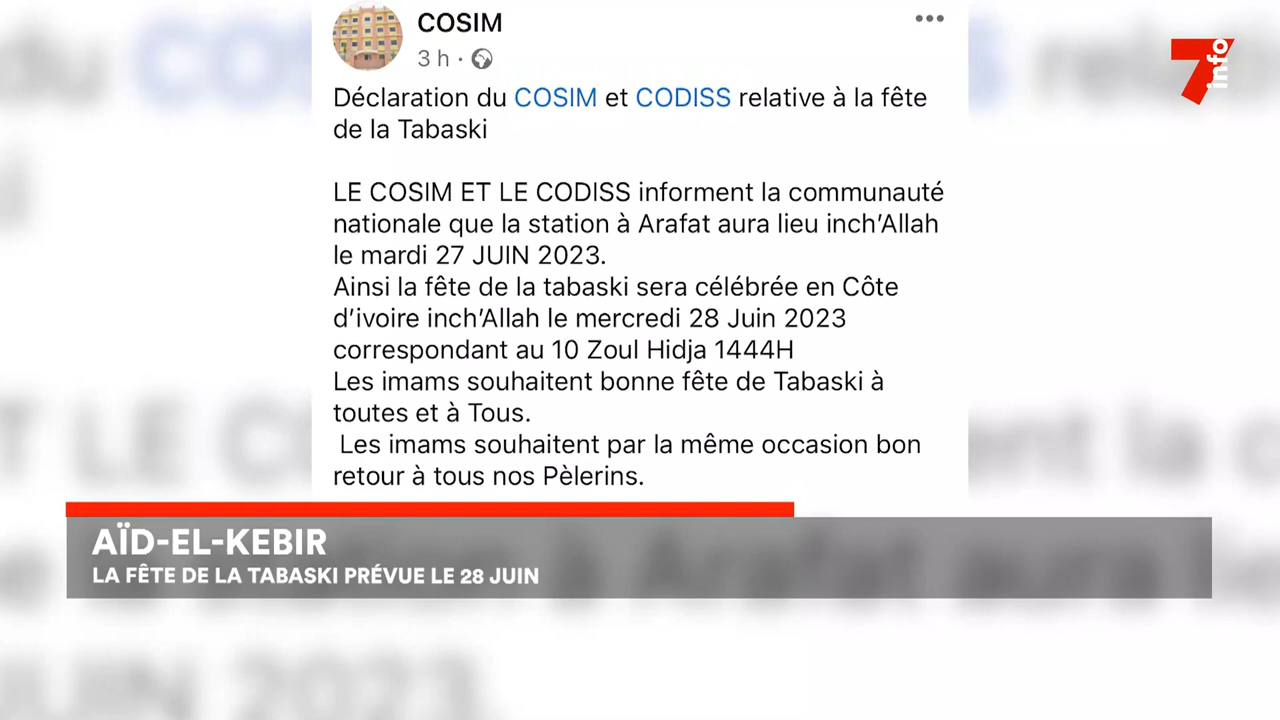 COSIM
3 h ·
Déclaration du COSIM et CODISS relative à la fête
de la Tabaski
LE COSIM ET LE CODISS informent la communauté
nationale que la station à Arafat aura lieu inch’Allah
le mardi 27 JUIN 2023.
Ainsi la fête de la tabaski sera célébrée en Côte
d’ivoire inch’Allah le mercredi 28 Juin 2023
correspondant au 10 Zoul Hidja 1444H
Les imams souhaitent bonne fête de Tabaski à
toutes et à Tous.
Les imams souhaitent par la même occasion bon
retour à tous nos Pèlerins.
7info
AÏD-EL-KEBIR
LA FÊTE DE LA TABASKI PRÉVUE LE 28 JUIN